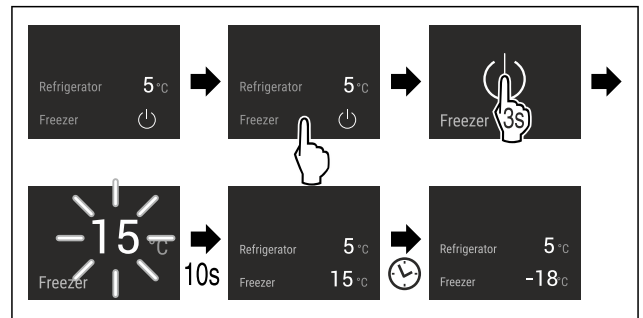 Refrigerator 5 °C
Freezer
Refrigerator 5 °C
Freezer
Freezer 3s
15 °C
Freezer
10s
Refrigerator 5 °C
Freezer 15 °C
Refrigerator 5 °C
Freezer -18°C